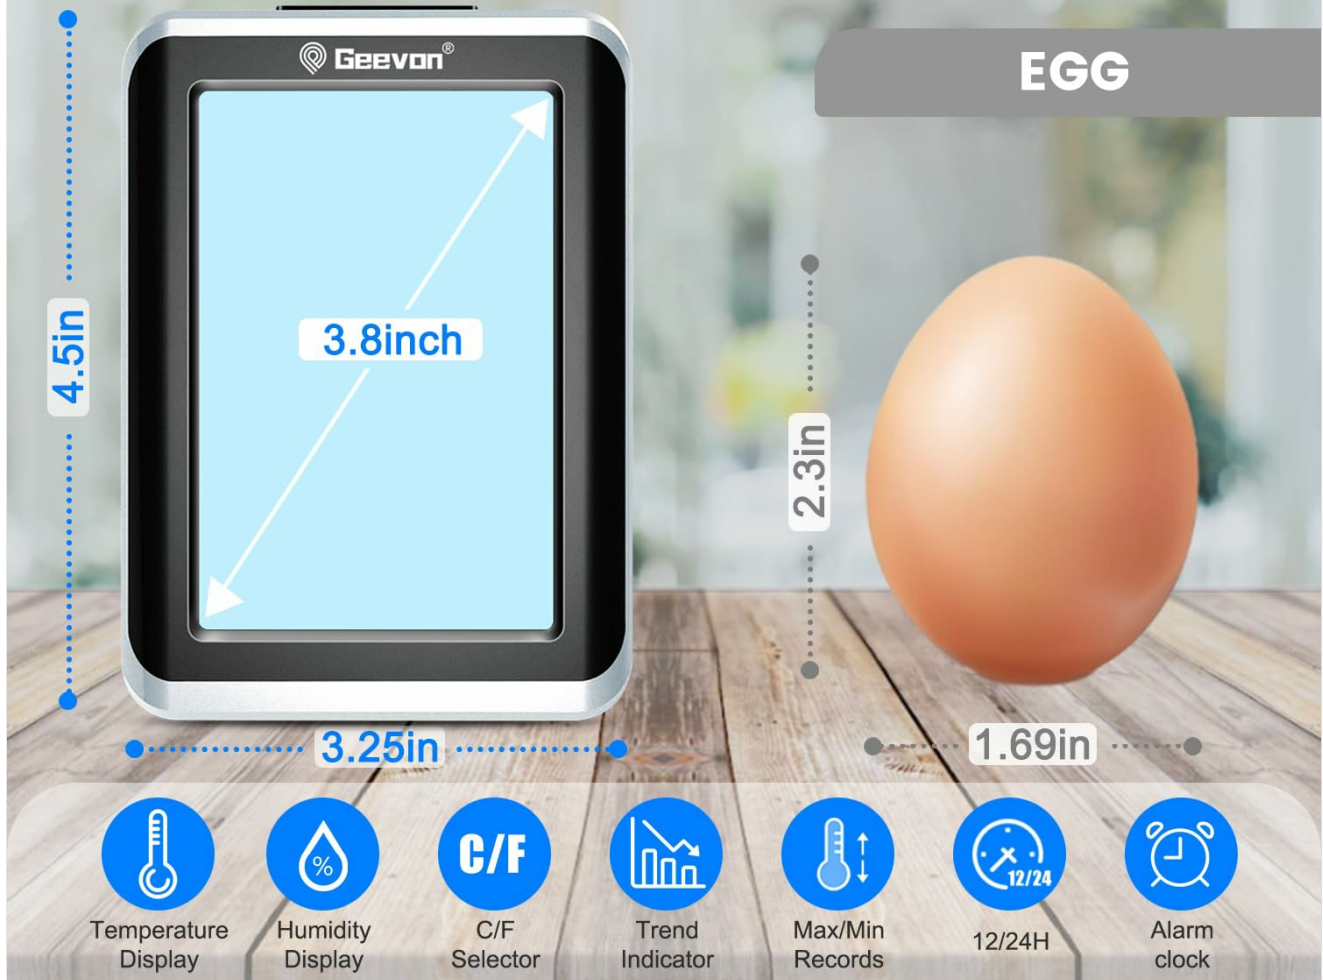 Geevon®
EGG
4.5in
3.8inch
2.3in
3.25in
1.69in
%
C/F
12/24
Temperature
Display
Humidity
Display
C/F
Selector
Trend
Indicator
Max/Min
Records
12/24H
Alarm
clock